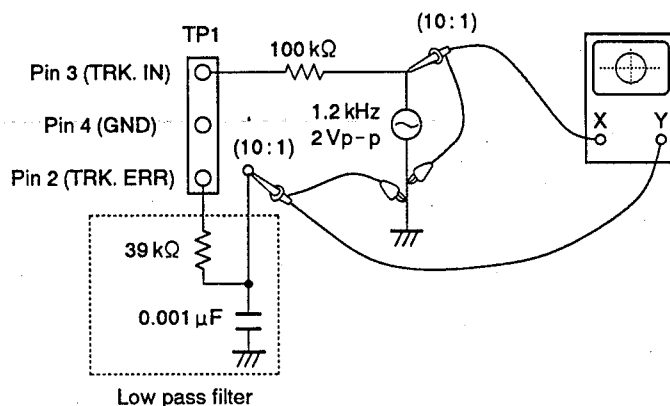 TP1
(10 : 1)
100 kΩ
Pin 3 (TRK. IN)
1.2 kHz
2 Vp-p
X
Y
Pin 4 (GND)
(10 : 1)
Pin 2 (TRK. ERR)
39 kΩ
0.001 μF
Low pass filter